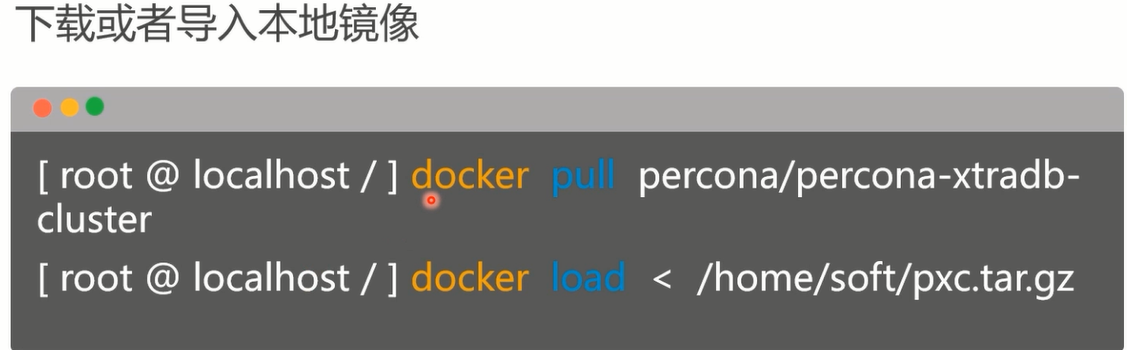 下载或者导入本地镜像
[ root @ localhost / ] docker pull percona/percona-xtradb-
cluster
[ root @ localhost / ] docker load < /home/soft/pxc.tar.gz